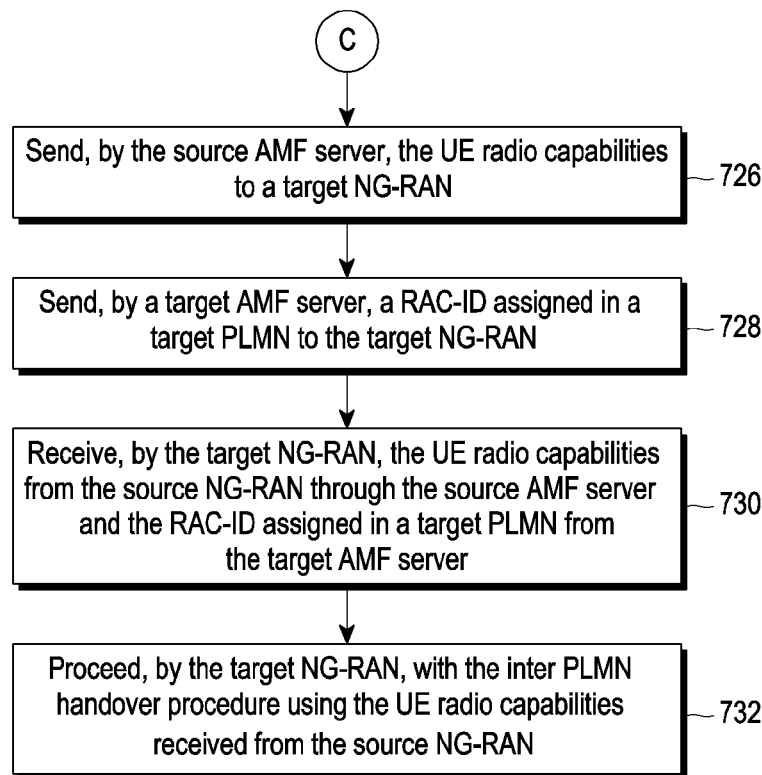 C
Send, by the source AMF server, the UE radio capabilities
to a target NG-RAN
726
Send, by a target AMF server, a RAC-ID assigned in a
target PLMN to the target NG-RAN
728
Receive, by the target NG-RAN, the UE radio capabilities
from the source NG-RAN through the source AMF server
and the RAC-ID assigned in a target PLMN from
the target AMF server
730
Proceed, by the target NG-RAN, with the inter PLMN
handover procedure using the UE radio capabilities
received from the source NG-RAN
732